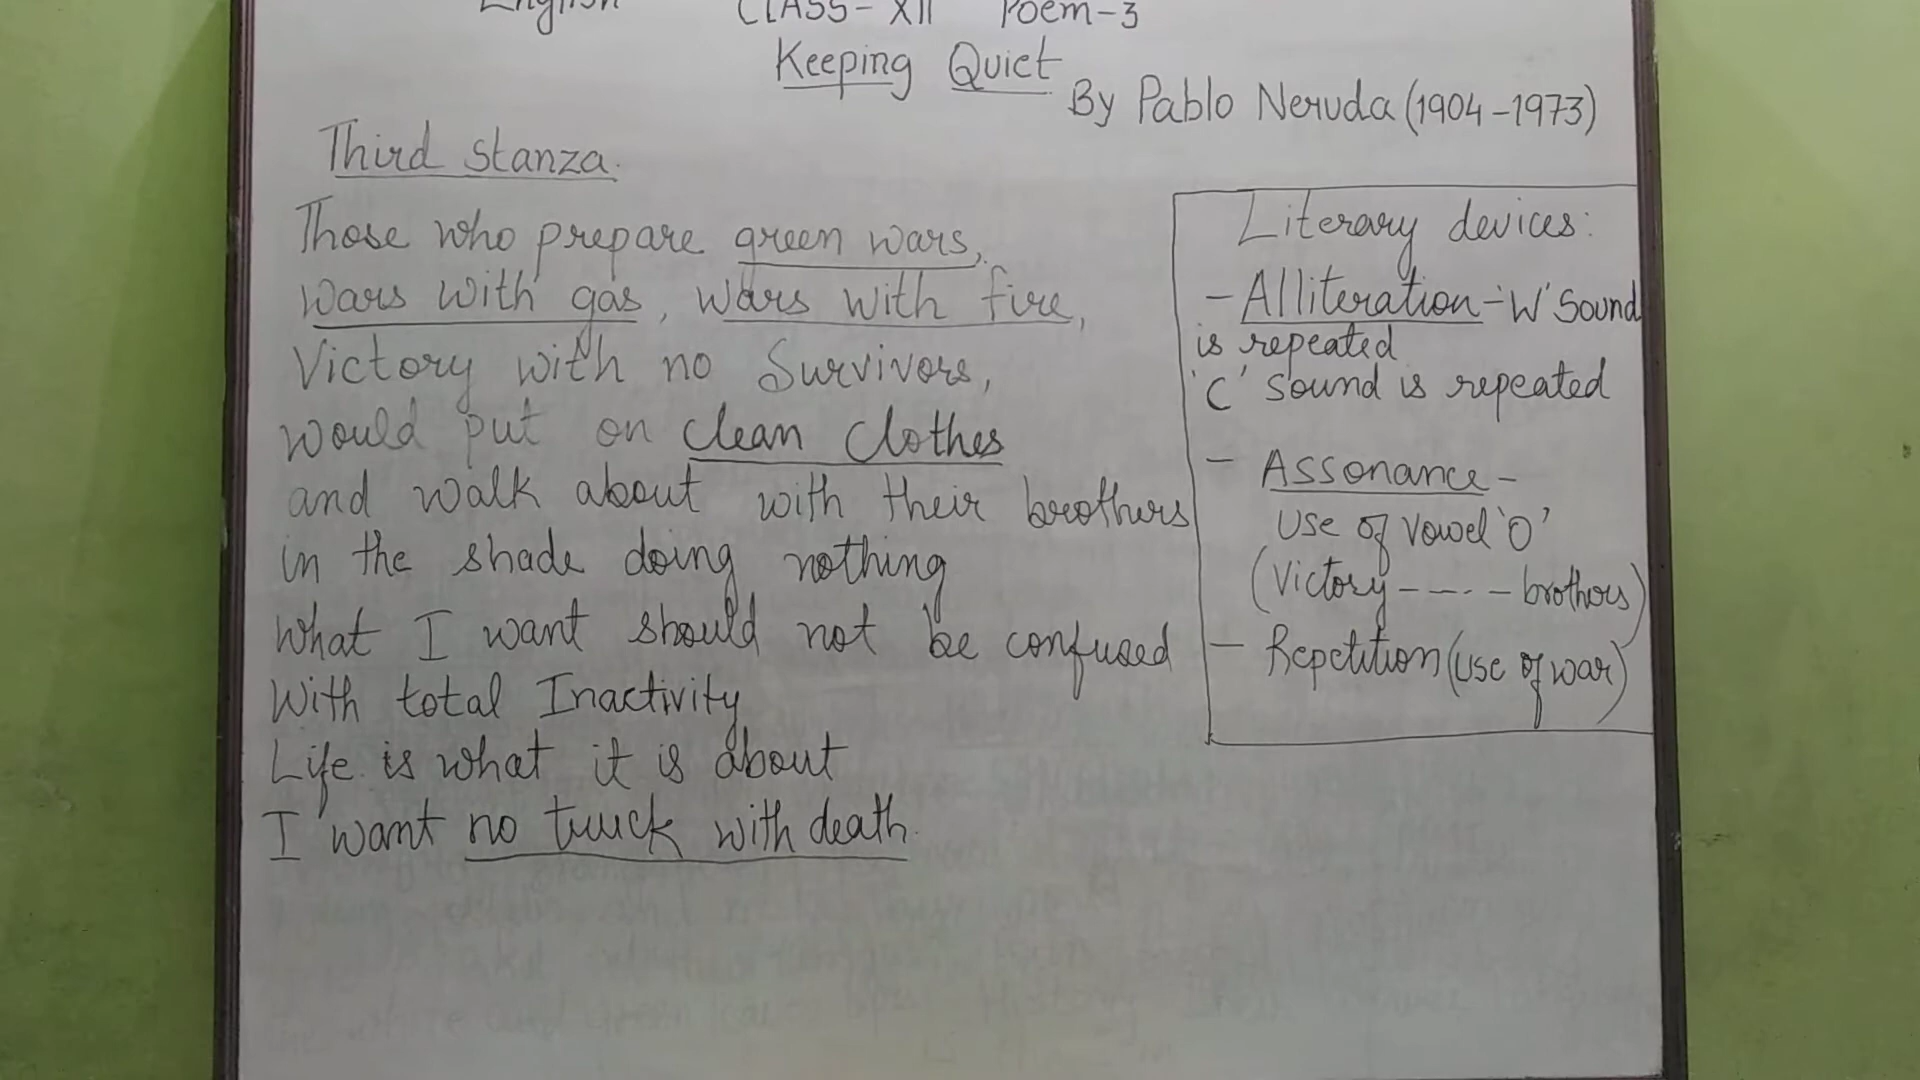 English CLASS- XII Poem-3
Keeping Quiet
By Pablo Neruda (1904-1973)
Third stanza.
Those who prepare green wars,
wars with gas, wars with fire,
Victory with no Survivors,
would put on clean clothes
and walk about with their brothers
in the shade doing nothing
What I want should not be confused
With total Inactivity
Life is what it is about
I want no truck with death.
Literary devices:
- Alliteration - 'W' Sound
is repeated
'C' Sound is repeated
- Assonance -
Use of vowel 'O'
(Victory - - - - brothers)
- Repetition (Use of war)